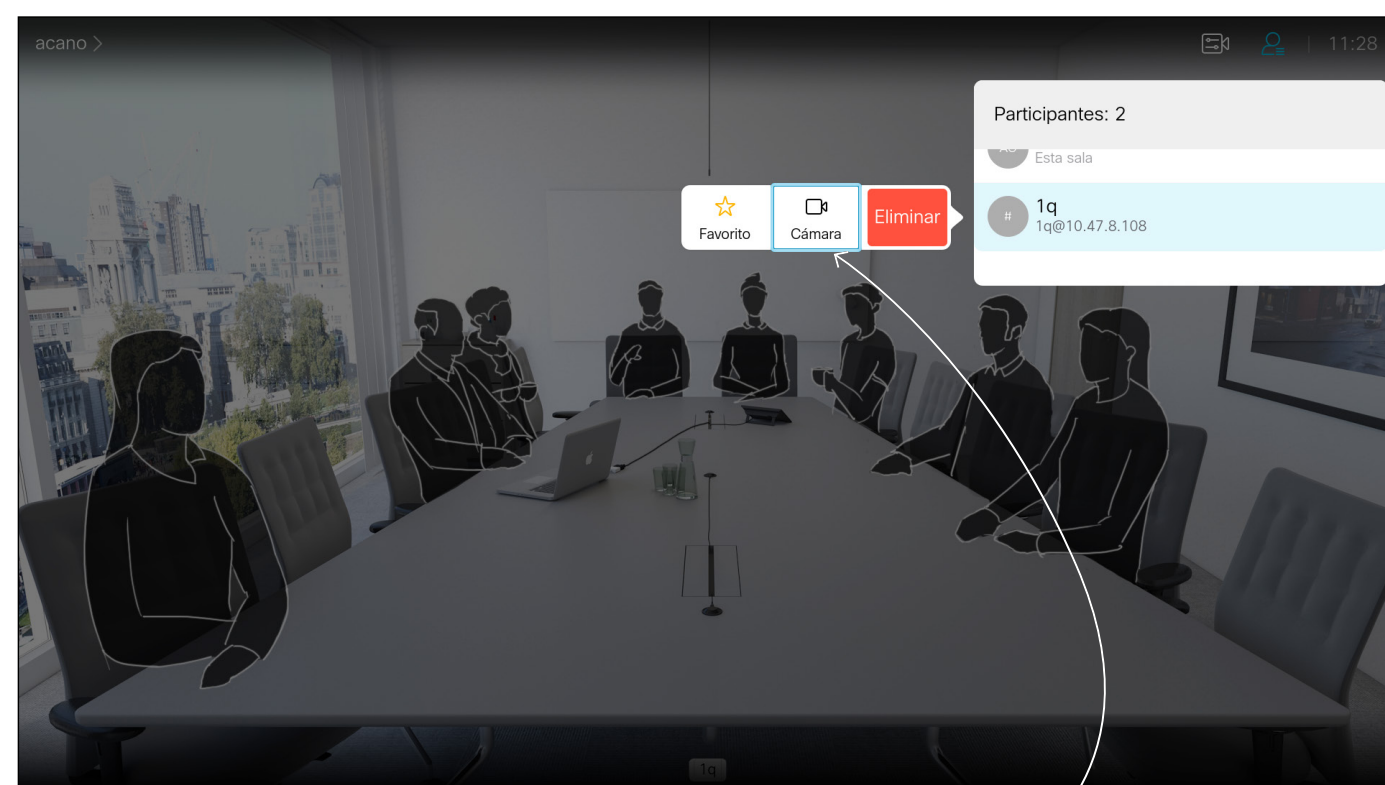 acano
11:28
Participantes: 2
Esta sala
#
1q
1q@10.47.8.108
Favorito
Cámara
Eliminar
1q